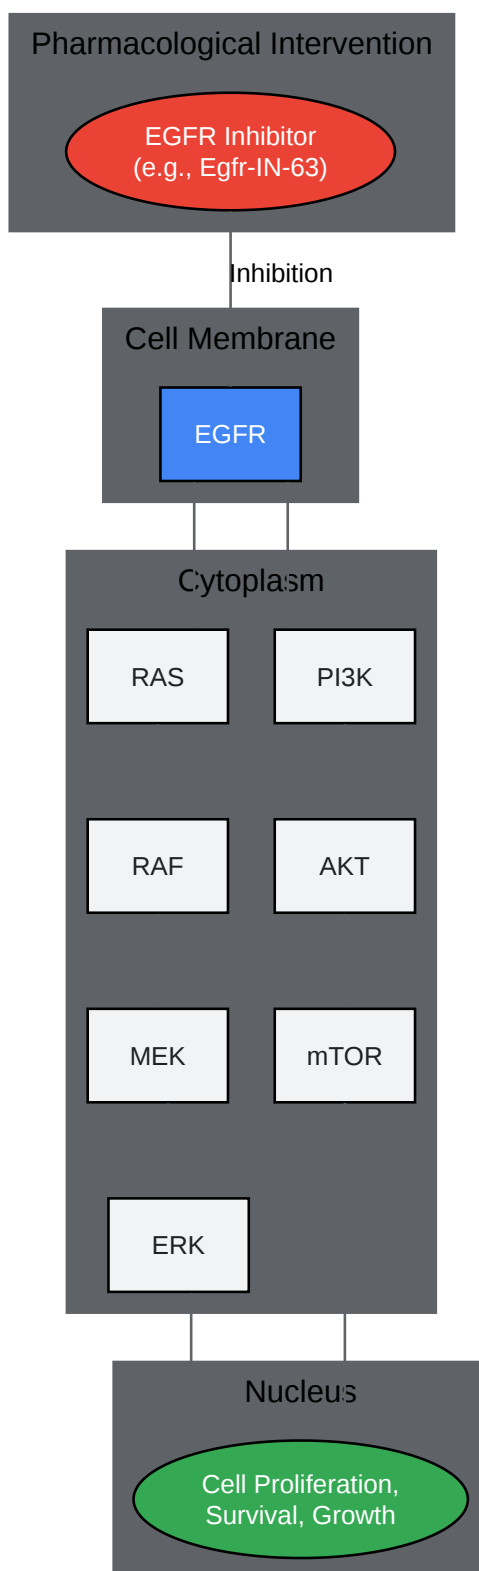 Pharmacological Intervention
EGFR Inhibitor
(e.g., Egfr-IN-63)
Inhibition
Cell Membrane
EGFR
Cytoplasm
RAS
PI3K
RAF
AKT
MEK
mTOR
ERK
Nucleus
Cell Proliferation,
Survival, Growth